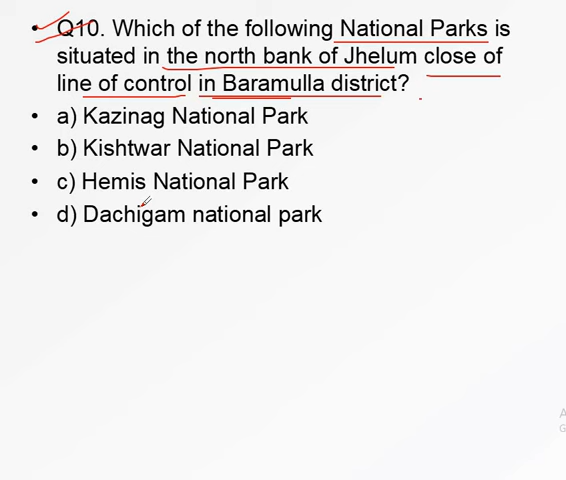 • Q10. Which of the following National Parks is
situated in the north bank of Jhelum close of
line of control in Baramulla district?
• a) Kazinag National Park
• b) Kishtwar National Park
• c) Hemis National Park
• d) Dachigam national park